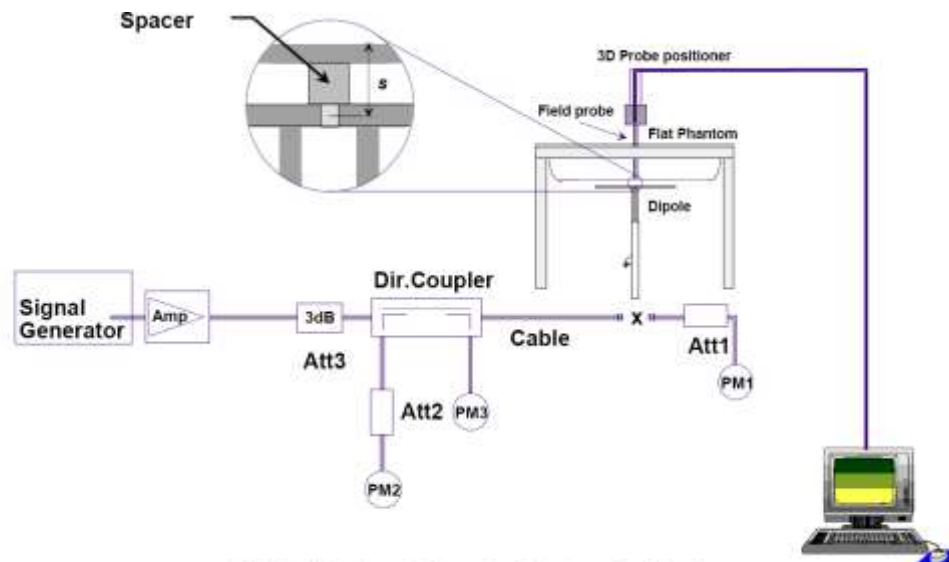 Spacer
s
3D Probe positioner
Field probe
Flat Phantom
Dipole
Signal
Generator
Amp
3dB
Att3
Dir.Coupler
Cable
x
Att1
PM1
Att2
PM3
PM2